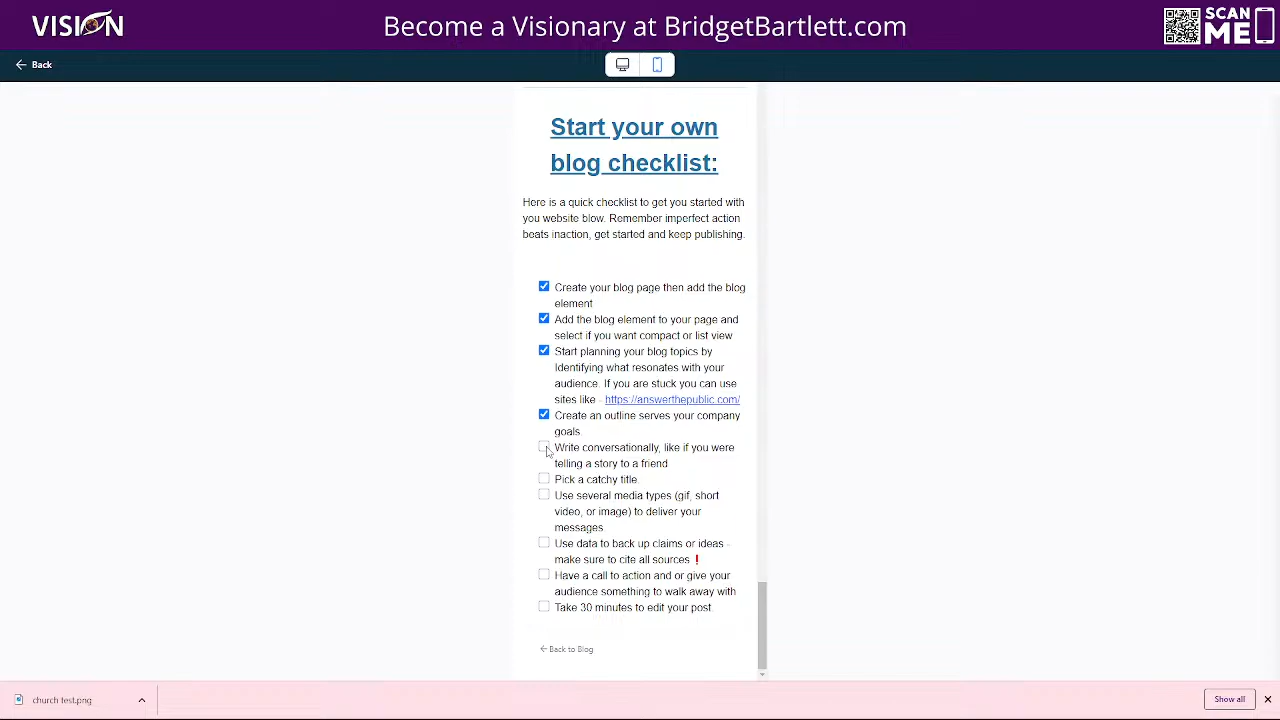 VISION
Become a Visionary at BridgetBartlett.com
SCAN
ME
Back
Start your own
blog checklist:
Here is a quick checklist to get you started with
you website blow. Remember imperfect action
beats inaction, get started and keep publishing.
Create your blog page then add the blog
element
Add the blog element to your page and
select if you want compact or list view
Start planning your blog topics by
Identifying what resonates with your
audience. If you are stuck you can use
sites like - https://answerthepublic.com/
Create an outline serves your company
goals
Write conversationally, like if you were
telling a story to a friend
Pick a catchy title.
Use several media types (gif, short
video, or image) to deliver your
messages
Use data to back up claims or ideas -
make sure to cite all sources❗
Have a call to action and or give your
audience something to walk away with
Take 30 minutes to edit your post.
Back to Blog
church test.png
Show all